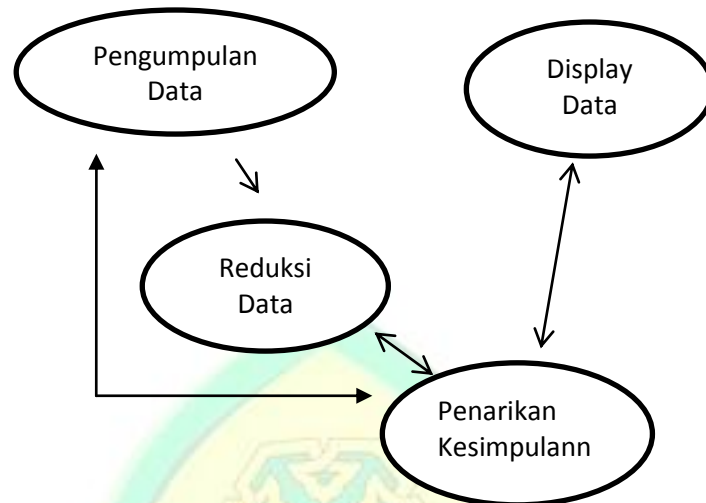 Pengumpulan
Data
Display
Data
Reduksi
Data
Penarikan
Kesimpulann